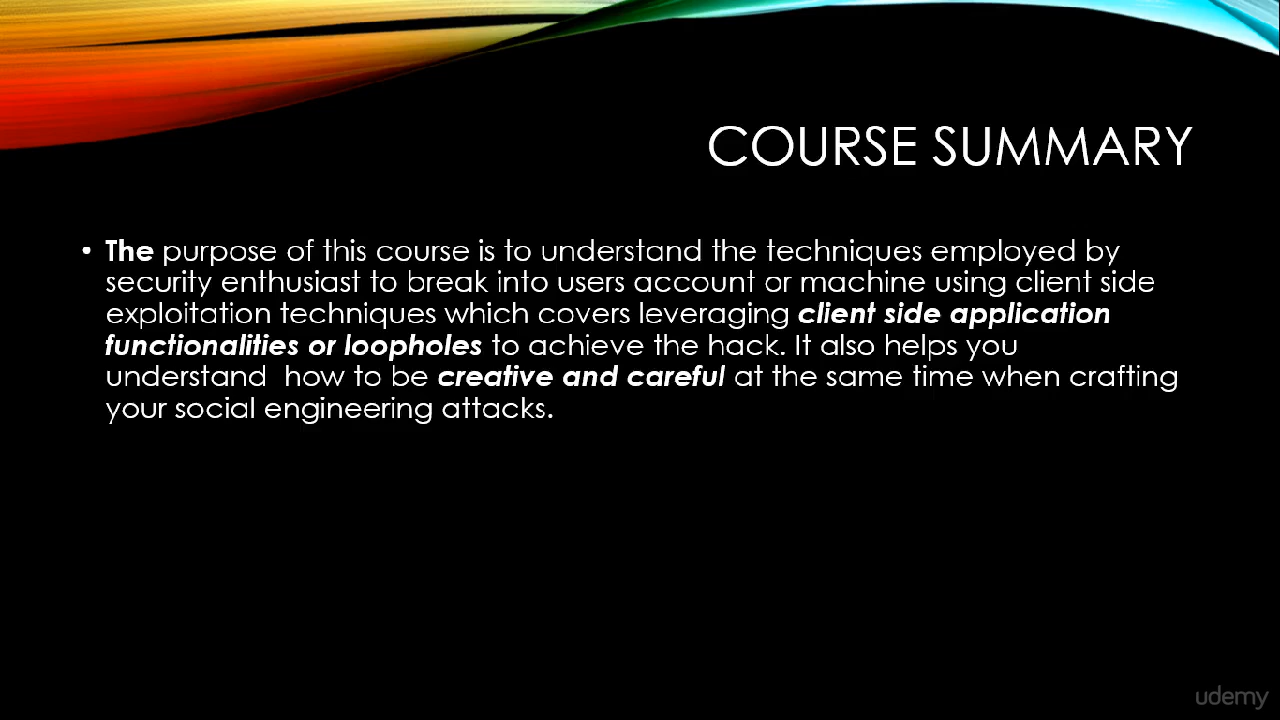 COURSE SUMMARY
• The purpose of this course is to understand the techniques employed by
security enthusiast to break into users account or machine using client side
exploitation techniques which covers leveraging client side application
functionalities or loopholes to achieve the hack. It also helps you
understand  how to be creative and careful at the same time when crafting
your social engineering attacks.
udemy